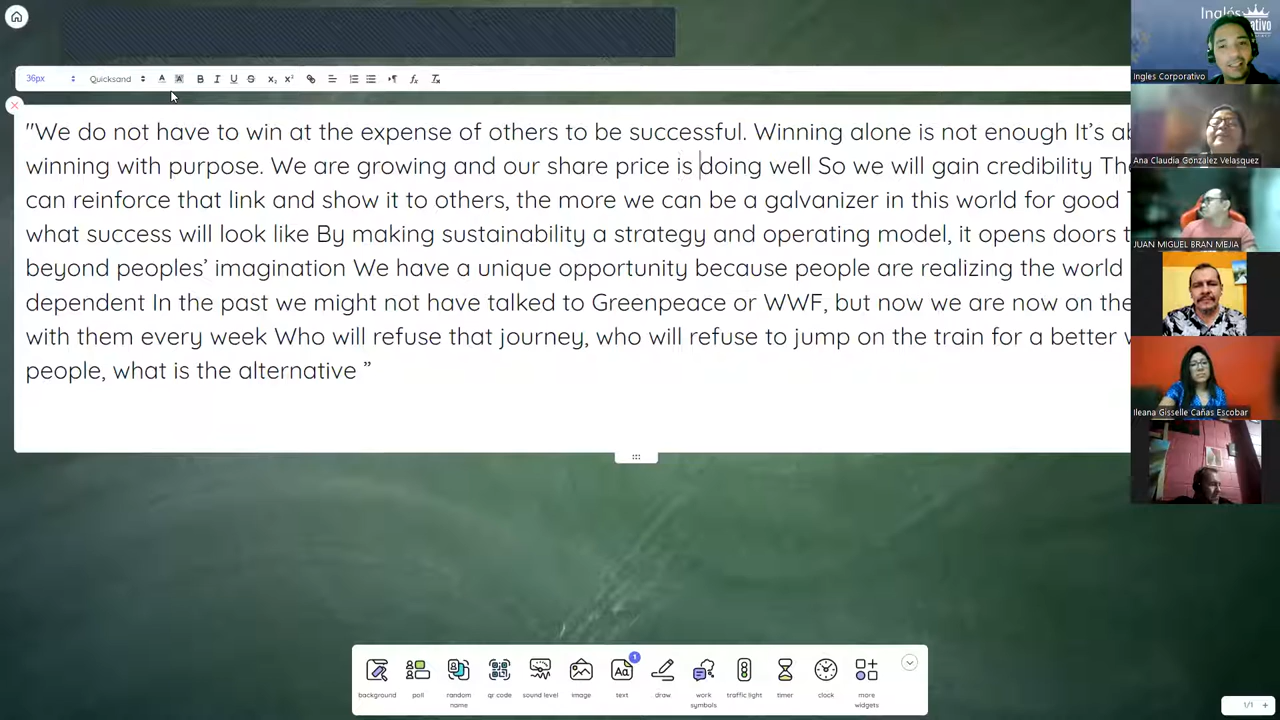 Inglés
ativo
36px
Quicksand
"We do not have to win at the expense of others to be successful. Winning alone is not enough It's ab
winning with purpose. We are growing and our share price is doing well So we will gain credibility The
can reinforce that link and show it to others, the more we can be a galvanizer in this world for good
what success will look like By making sustainability a strategy and operating model, it opens doors t
beyond peoples' imagination We have a unique opportunity because people are realizing the world
dependent In the past we might not have talked to Greenpeace or WWF, but now we are now on the
with them every week Who will refuse that journey, who will refuse to jump on the train for a better w
people, what is the alternative ”
Ingles Corporativo
Ana Claudia Gonzalez Velasquez
JUAN MIGUEL BRAN MEJIA
Ileana Gisselle Cañas Escobar
1
background
poll
random name
qr code
sound level
image
text
draw
work symbols
traffic light
timer
clock
more widgets
1/1